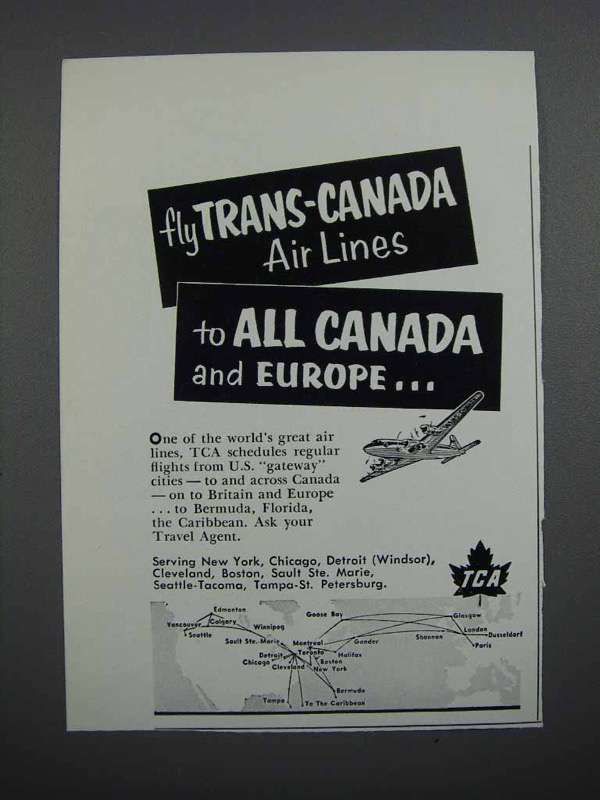 fly TRANS-CANADA
Air Lines
to ALL CANADA
and EUROPE...
One of the world's great air
lines, TCA schedules regular
flights from U.S. "gateway"
cities — to and across Canada
— on to Britain and Europe
... to Bermuda, Florida,
the Caribbean. Ask your
Travel Agent.
Serving New York, Chicago, Detroit (Windsor),
Cleveland, Boston, Sault Ste. Marie,
Seattle-Tacoma, Tampa-St. Petersburg.
TCA
Edmonton
Vancouver
Calgary
Seattle
Winnipeg
Sault Ste. Marie
Goose Bay
Montreal
Toronto
Gander
Halifax
Detroit
Chicago
Cleveland
Boston
New York
Bermuda
Tampa
To The Caribbean
Glasgow
Shannon
London
Dusseldorf
Paris